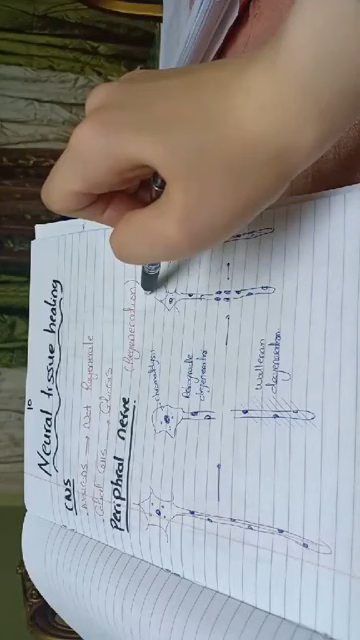 10
Neural tissue healing
CNS
Neurons → Not Regenerate
Glial cells → Gliosis
Peripheral nerve (Regeneration)
chromatolysis
Retrograde
degeneration
Wallerian
degeneration